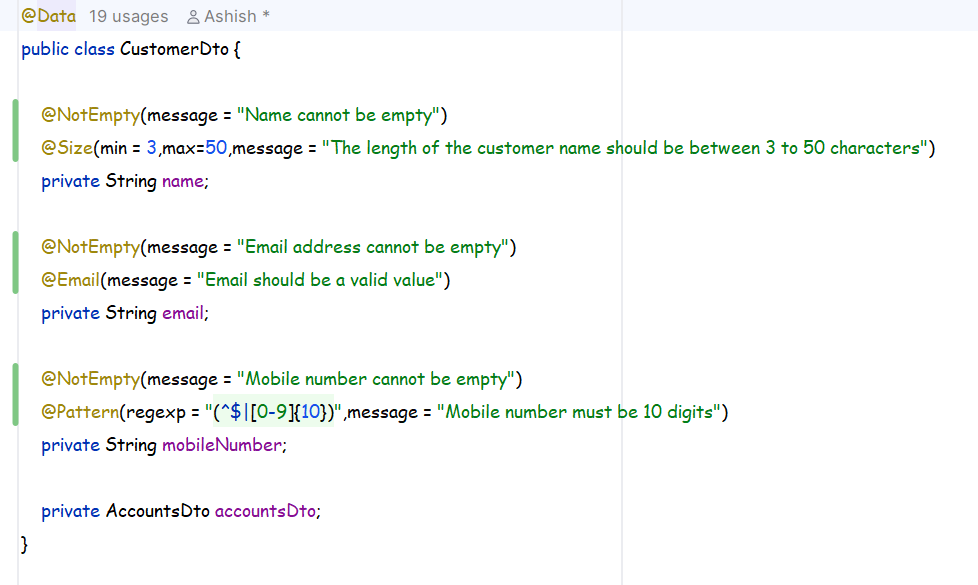 @Data 19 usages Ashish *
public class CustomerDto {
@NotEmpty(message = "Name cannot be empty")
@Size(min = 3,max=50,message = "The length of the customer name should be between 3 to 50 characters")
private String name;
@NotEmpty(message = "Email address cannot be empty")
@Email(message = "Email should be a valid value")
private String email;
@NotEmpty(message = "Mobile number cannot be empty")
@Pattern(regexp = "(^$|[0-9]{10})",message = "Mobile number must be 10 digits")
private String mobileNumber;
private AccountsDto accountsDto;
}